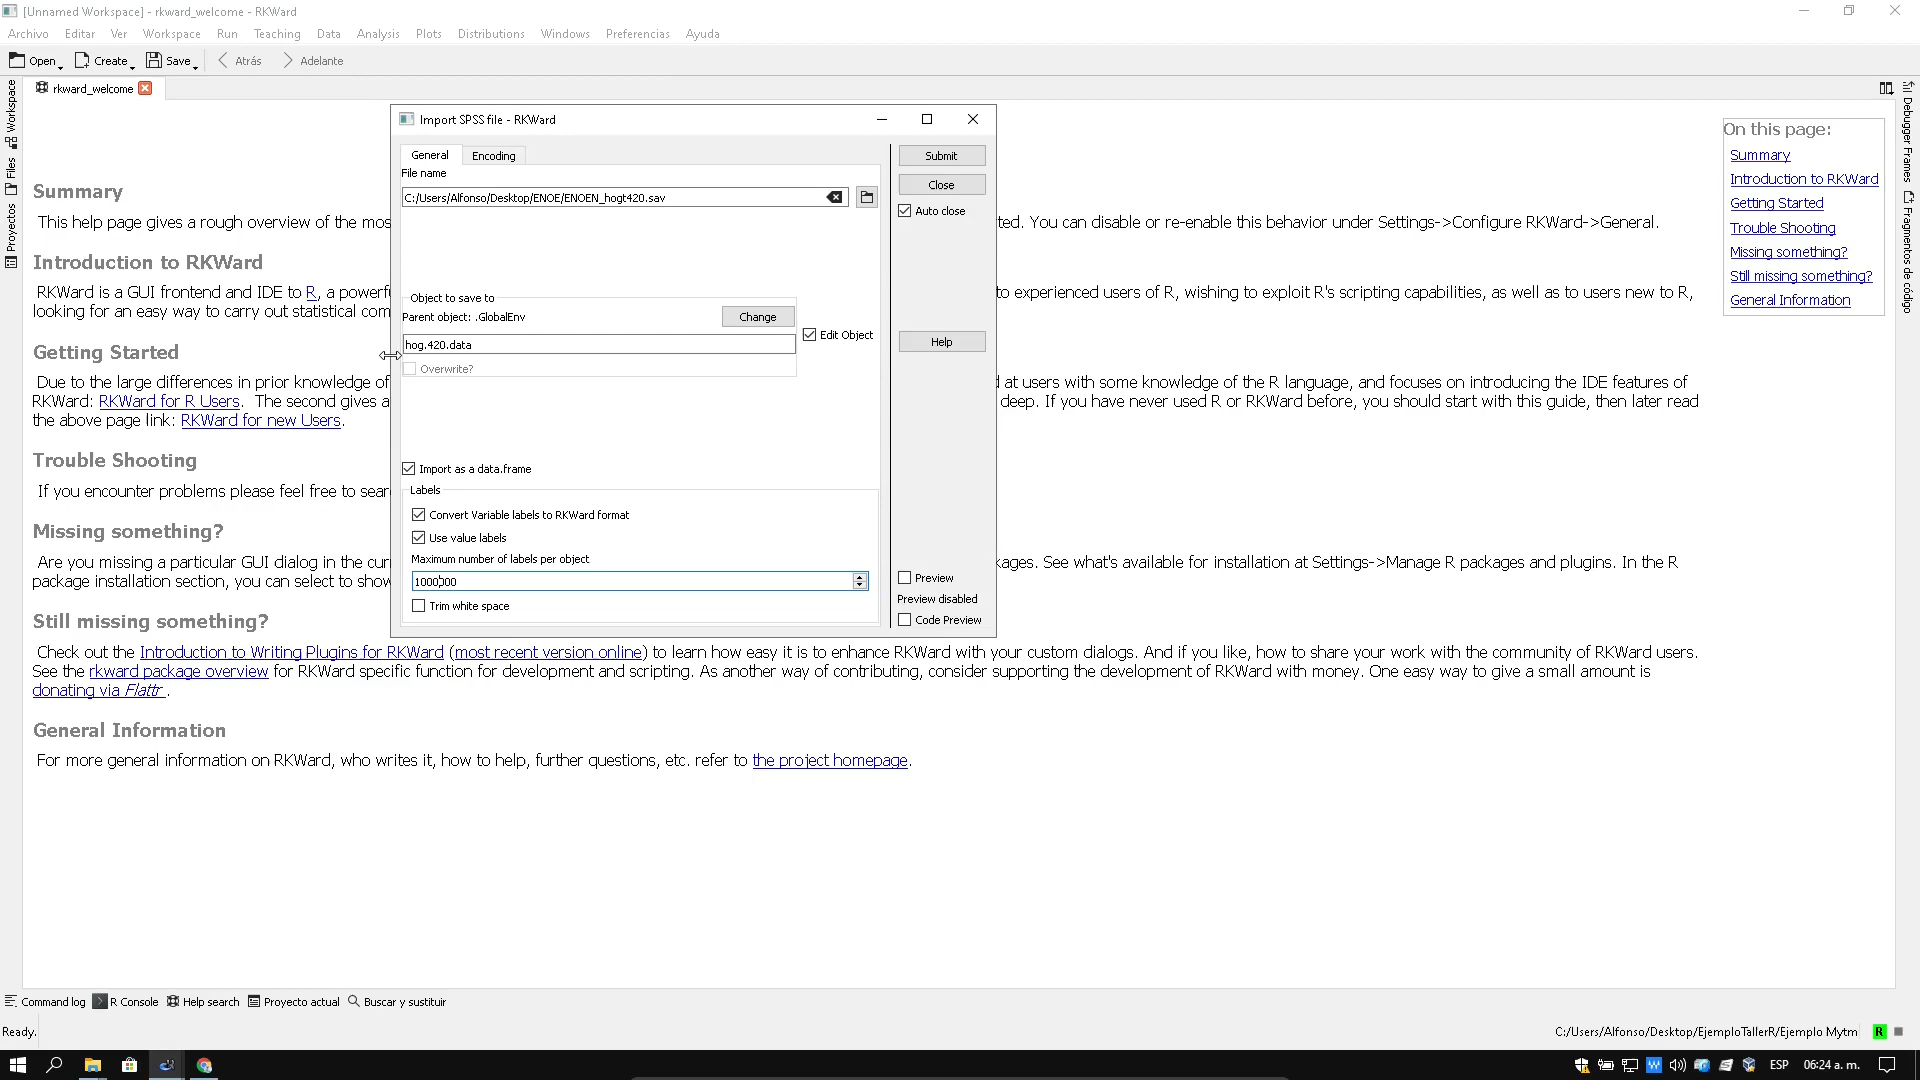 [Unnamed Workspace] - rkward_welcome - RKWard
Archivo Editar Ver Workspace Run Teaching Data Analysis Plots Distributions Windows Preferencias Ayuda
Open Create Save Atrás Adelante
rkward_welcome
Workspace
Files
Proyectos
Debugger Frames
Fragmentos de código
On this page:
Summary
Introduction to RKWard
Getting Started
Trouble Shooting
Missing something?
Still missing something?
General Information
Summary
This help page gives a rough overview of the mos
ted. You can disable or re-enable this behavior under Settings->Configure RKWard->General.
Introduction to RKWard
RKWard is a GUI frontend and IDE to R, a powerfu
to experienced users of R, wishing to exploit R's scripting capabilities, as well as to users new to R,
looking for an easy way to carry out statistical com
Getting Started
Due to the large differences in prior knowledge of
d at users with some knowledge of the R language, and focuses on introducing the IDE features of
RKWard: RKWard for R Users. The second gives a
deep. If you have never used R or RKWard before, you should start with this guide, then later read
the above page link: RKWard for new Users.
Trouble Shooting
If you encounter problems please feel free to sear
Missing something?
Are you missing a particular GUI dialog in the curr
kages. See what's available for installation at Settings->Manage R packages and plugins. In the R
package installation section, you can select to show
Still missing something?
Check out the Introduction to Writing Plugins for RKWard (most recent version online) to learn how easy it is to enhance RKWard with your custom dialogs. And if you like, how to share your work with the community of RKWard users.
See the rkward package overview for RKWard specific function for development and scripting. As another way of contributing, consider supporting the development of RKWard with money. One easy way to give a small amount is
donating via Flattr .
General Information
For more general information on RKWard, who writes it, how to help, further questions, etc. refer to the project homepage.
Import SPSS file - RKWard
General Encoding
File name
C:/Users/Alfonso/Desktop/ENOE/ENOEN_hogt420.sav
Object to save to
Parent object: .GlobalEnv
Change
hog.420.data
Edit Object
Overwrite?
Import as a data.frame
Labels
Convert Variable labels to RKWard format
Use value labels
Maximum number of labels per object
1000000
Trim white space
Submit
Close
Auto close
Help
Preview
Preview disabled
Code Preview
Command log R Console Help search Proyecto actual Buscar y sustituir
Ready.
C:/Users/Alfonso/Desktop/EjemploTallerR/Ejemplo Mytm
R
W
ESP 06:24 a. m.